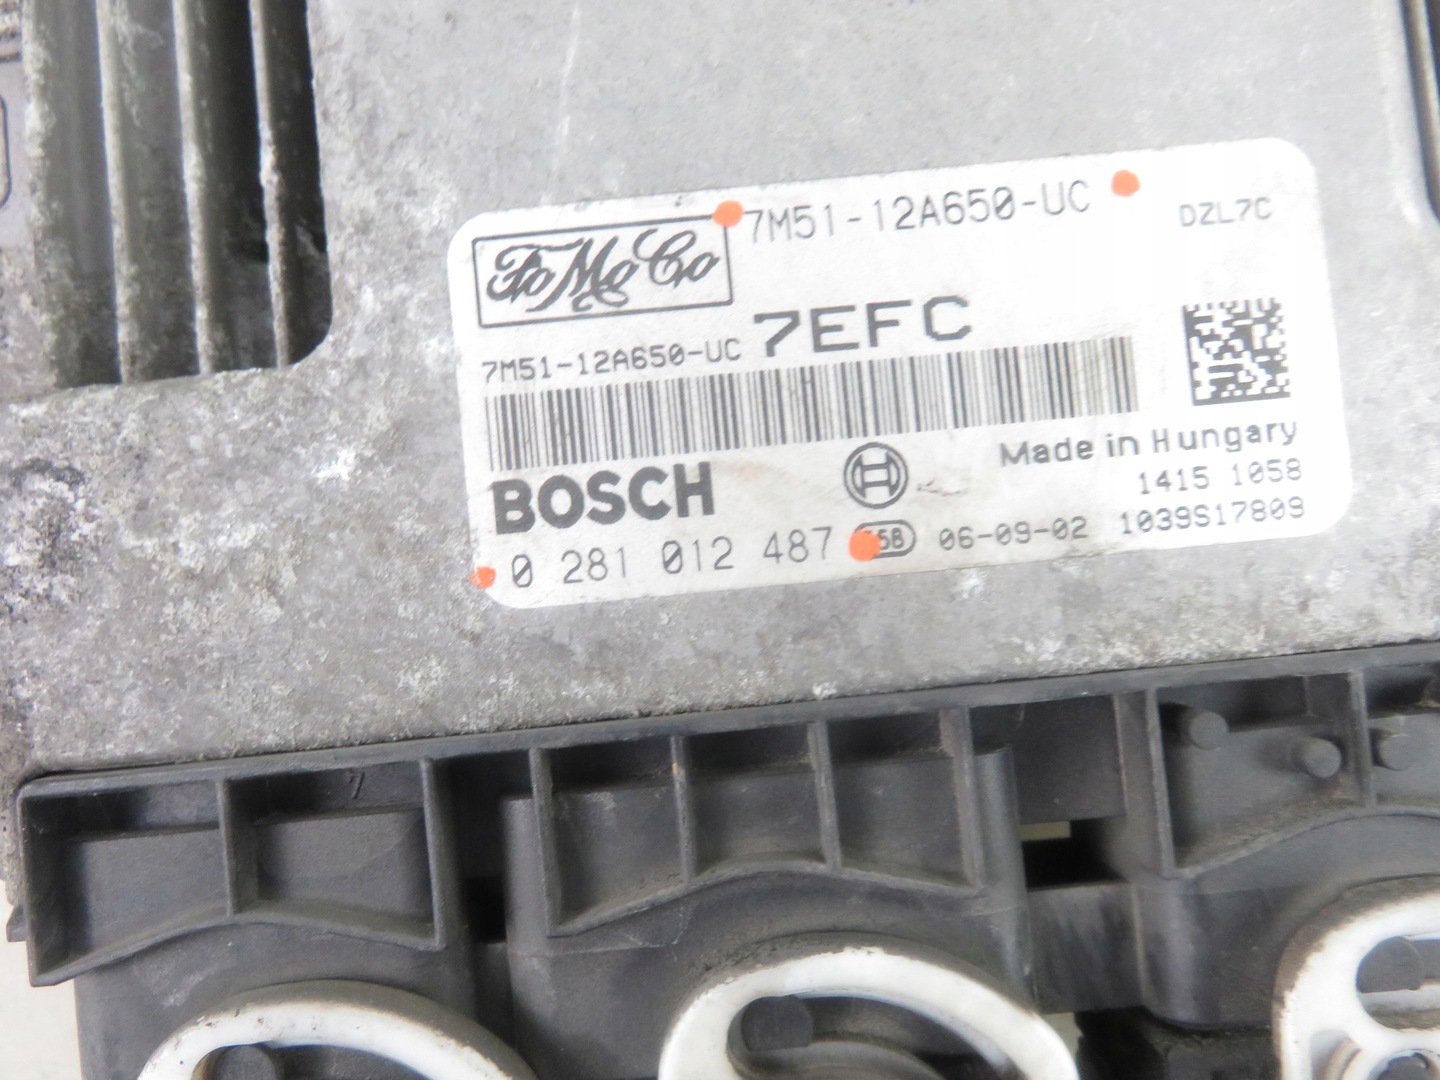 FoMoCo 7M51-12A650-UC DZL7C
7M51-12A650-UC 7EFC
BOSCH Made in Hungary
1415 1058
0 281 012 487 06-09-02 1039S17809
7